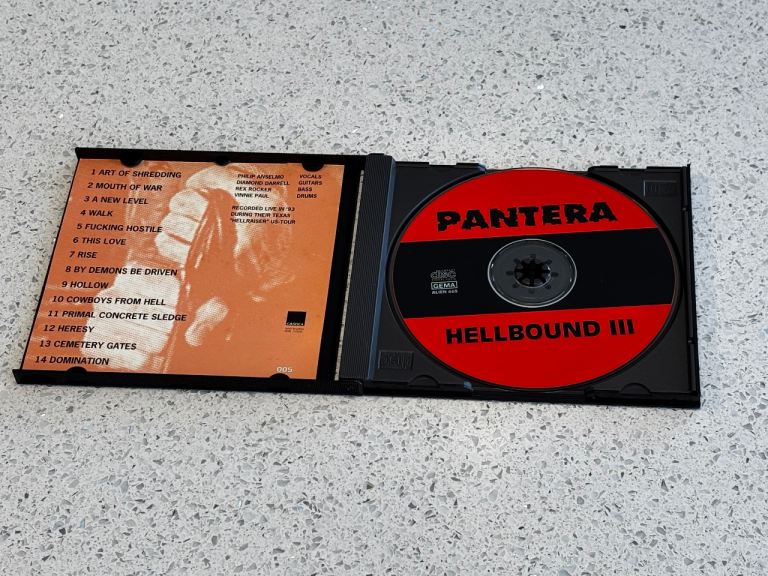 1 ART OF SHREDDING
2 MOUTH OF WAR
3 A NEW LEVEL
4 WALK
5 FUCKING HOSTILE
6 THIS LOVE
7 RISE
8 BY DEMONS BE DRIVEN
9 HOLLOW
10 COWBOYS FROM HELL
11 PRIMAL CONCRETE SLEDGE
12 HERESY
13 CEMETERY GATES
14 DOMINATION
PHILIP ANSELMO VOCALS
DIAMOND DARRELL GUITARS
REX ROCKER BASS
VINNIE PAUL DRUMS
RECORDED LIVE IN '93
DURING THEIR TEXAS
"HELLRAISER" US-TOUR
005
PANTERA
disc
GEMA
ALIEN 005
HELLBOUND III